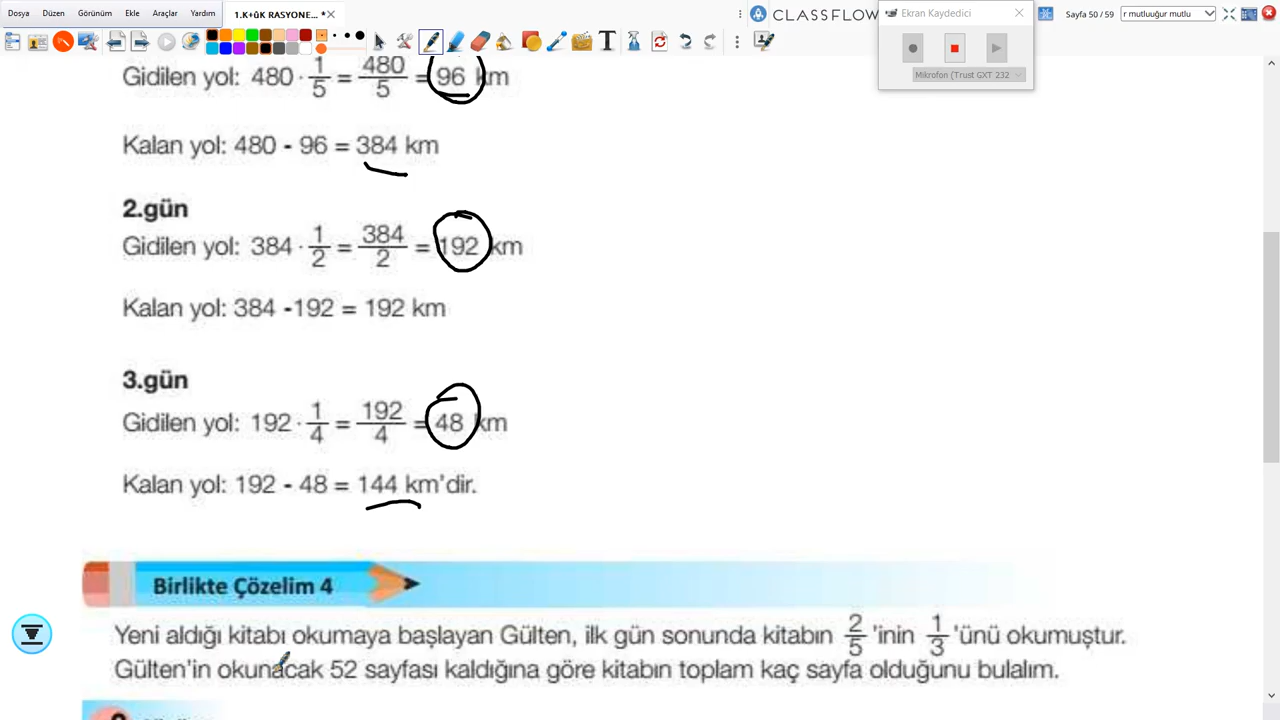 Dosya Düzen Görünüm Ekle Araçlar Yardım
1.K+ûK RASYONE... *
CLASSFLOW
Ekran Kaydedici
Sayfa 50 / 59
r mutluuğur mutlu
Mikrofon (Trust GXT 232
Gidilen yol: 480 · 1/5 = 480/5 = 96 km
Kalan yol: 480 - 96 = 384 km
2.gün
Gidilen yol: 384 · 1/2 = 384/2 = 192 km
Kalan yol: 384 -192 = 192 km
3.gün
Gidilen yol: 192 · 1/4 = 192/4 = 48 km
Kalan yol: 192 - 48 = 144 km'dir.
Birlikte Çözelim 4
Yeni aldığı kitabı okumaya başlayan Gülten, ilk gün sonunda kitabın 2/5 'inin 1/3 'ünü okumuştur.
Gülten'in okunacak 52 sayfası kaldığına göre kitabın toplam kaç sayfa olduğunu bulalım.